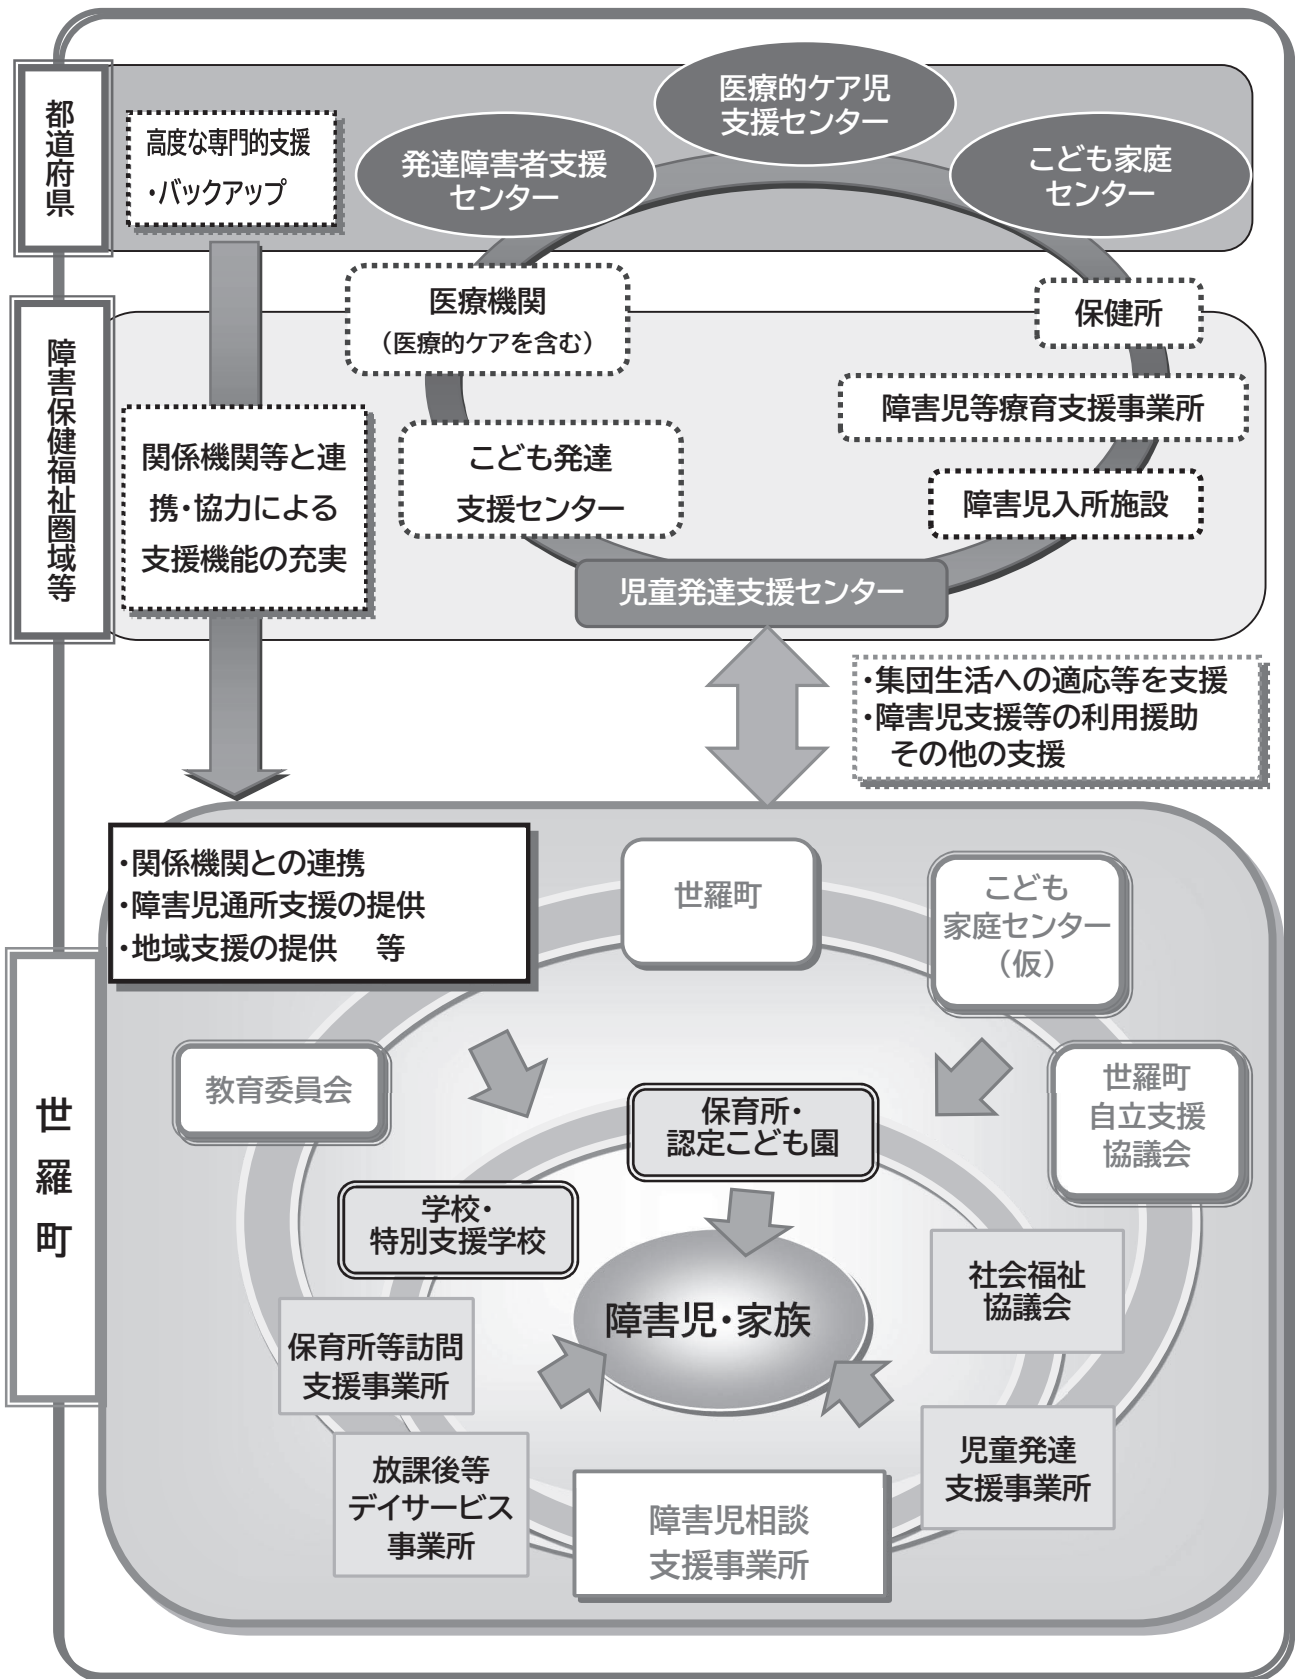 都道府県
高度な専門的支援
・バックアップ
発達障害者支援
センター
医療的ケア児
支援センター
こども家庭
センター
障害保健福祉圏域等
医療機関
（医療的ケアを含む）
保健所
障害児等療育支援事業所
関係機関等と連
携・協力による
支援機能の充実
こども発達
支援センター
障害児入所施設
児童発達支援センター
・集団生活への適応等を支援
・障害児支援等の利用援助
その他の支援
世羅町
・関係機関との連携
・障害児通所支援の提供
・地域支援の提供　等
世羅町
こども
家庭センター
（仮）
教育委員会
世羅町
自立支援
協議会
保育所・
認定こども園
学校・
特別支援学校
社会福祉
協議会
障害児・家族
保育所等訪問
支援事業所
児童発達
支援事業所
放課後等
デイサービス
事業所
障害児相談
支援事業所